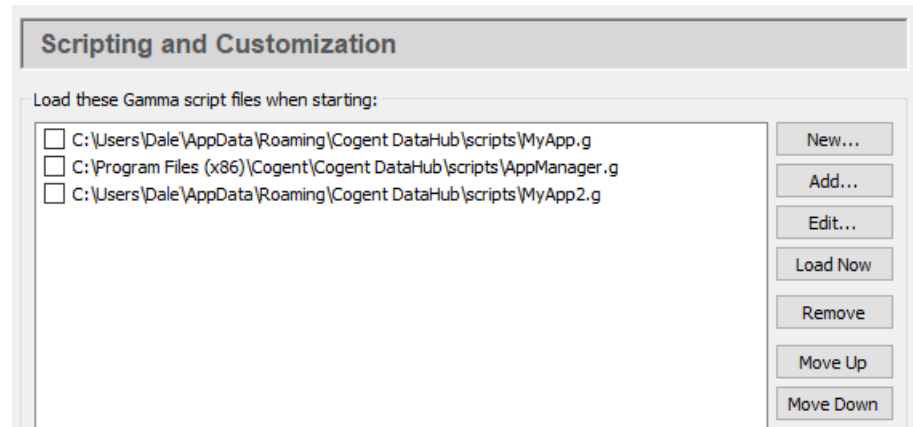 Scripting and Customization
Load these Gamma script files when starting:
C:\Users\Dale\AppData\Roaming\Cogent DataHub\scripts\MyApp.g
C:\Program Files (x86)\Cogent\Cogent DataHub\scripts\AppManager.g
C:\Users\Dale\AppData\Roaming\Cogent DataHub\scripts\MyApp2.g
New...
Add...
Edit...
Load Now
Remove
Move Up
Move Down